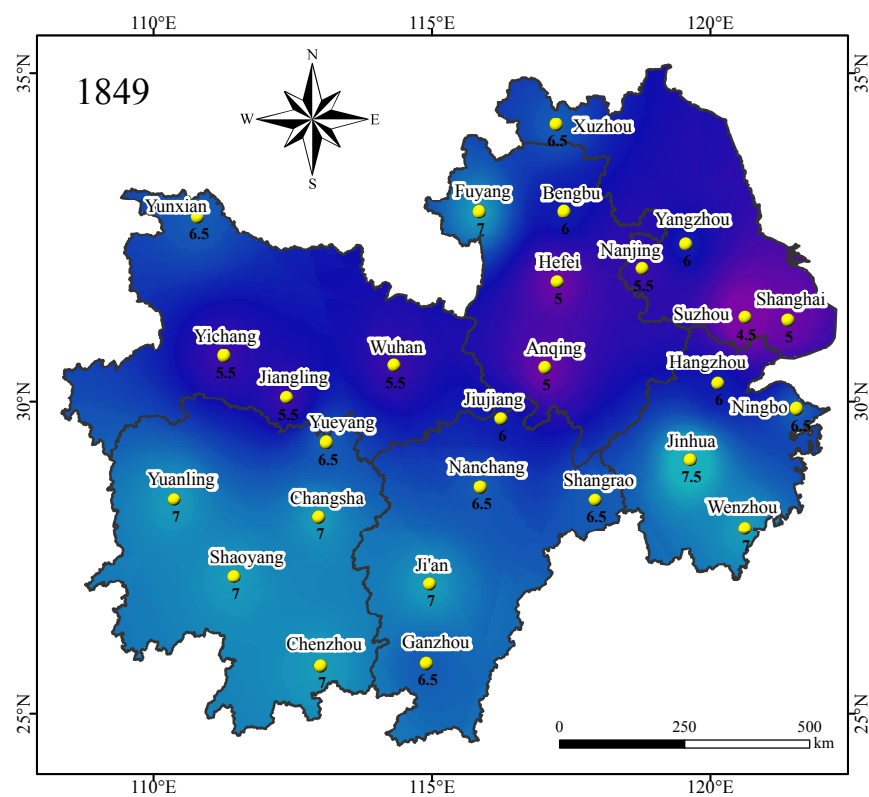 110°E 115°E 120°E
35°N 35°N
1849
N
W E
S
Xuzhou
6.5
Fuyang
7
Bengbu
6
Yunxian
6.5
Yangzhou
6
Nanjing
5.5
Hefei
5
Suzhou
4.5
Shanghai
5
Yichang
5.5
Wuhan
5.5
Anqing
5
Hangzhou
6
Jiangling
5.5
30°N 30°N
Jiujiang
6
Ningbo
6.5
Yueyang
6.5
Jinhua
7.5
Nanchang
6.5
Shangrao
6.5
Yuanling
7
Changsha
7
Wenzhou
7
Shaoyang
7
Ji'an
7
Chenzhou
7
Ganzhou
6.5
25°N 25°N
0 250 500
km
110°E 115°E 120°E